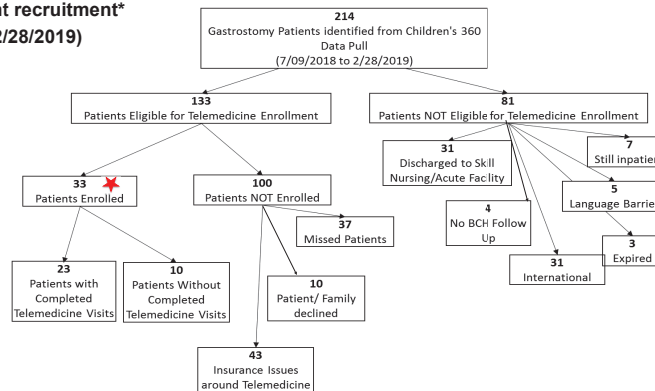 nt recruitment*
2/28/2019)
214
Gastrostomy Patients identified from Children's 360
Data Pull
(7/09/2018 to 2/28/2019)
133
Patients Eligible for Telemedicine Enrollment
81
Patients NOT Eligible for Telemedicine Enrollment
33
Patients Enrolled
100
Patients NOT Enrolled
31
Discharged to Skill
Nursing/Acute Facility
7
Still inpatien
5
Language Barrie
4
No BCH Follow
Up
3
Expired
31
International
37
Missed Patients
23
Patients with
Completed
Telemedicine Visits
10
Patients Without
Completed
Telemedicine Visits
10
Patient/ Family
declined
43
Insurance Issues
around Telemedicine